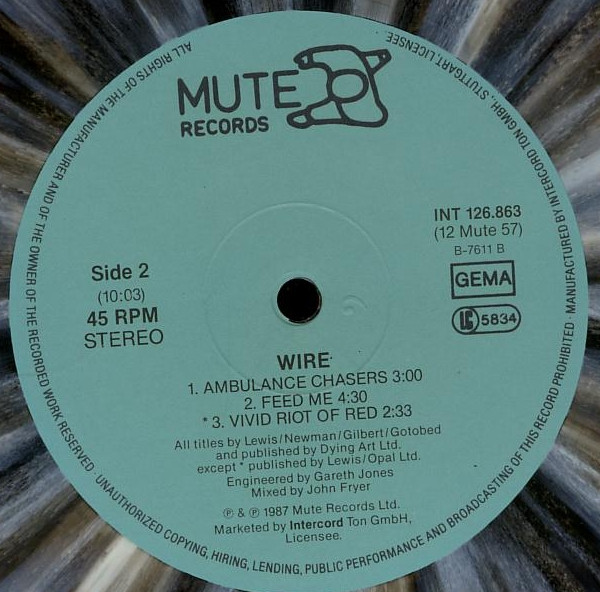 MUTE
RECORDS
INT 126.863
(12 Mute 57)
B-7611 B
GEMA
LC 5834
Side 2
(10:03)
45 RPM
STEREO
WIRE
1. AMBULANCE CHASERS 3:00
2. FEED ME 4:30
* 3. VIVID RIOT OF RED 2:33
All titles by Lewis/Newman/Gilbert/Gotobed
and published by Dying Art Ltd.
except * published by Lewis/Opal Ltd.
Engineered by Gareth Jones
Mixed by John Fryer
℗ & ℗ 1987 Mute Records Ltd.
Marketed by Intercord Ton GmbH,
Licensee.
ALL RIGHTS OF THE MANUFACTURER AND OF THE OWNER OF THE RECORDED WORK RESERVED · UNAUTHORIZED COPYING, HIRING, LENDING, PUBLIC PERFORMANCE AND BROADCASTING OF THIS RECORD PROHIBITED · MANUFACTURED BY INTERCORD TON GMBH., STUTTGART, LICENSEE